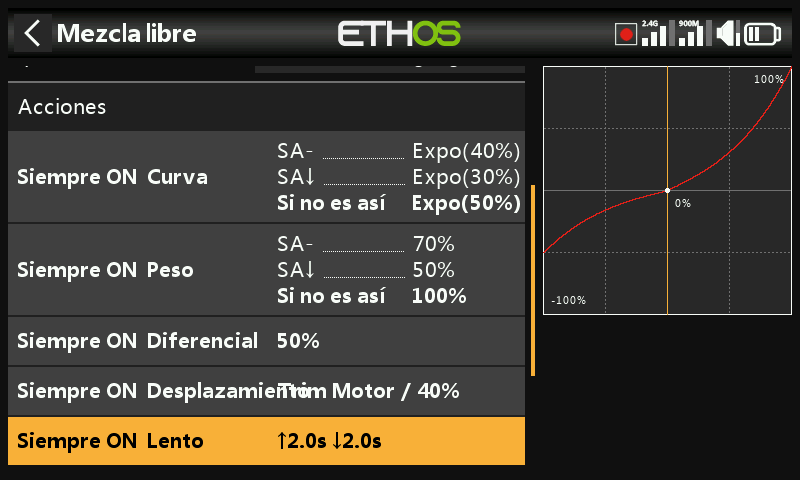 Mezcla libre
ETHOS
2.4G
900M
Acciones
Siempre ON Curva
SA- Expo(40%)
SA↓ Expo(30%)
Si no es así Expo(50%)
Siempre ON Peso
SA- 70%
SA↓ 50%
Si no es así 100%
Siempre ON Diferencial 50%
Siempre ON Desplazamiento Trim Motor / 40%
Siempre ON Lento ↑2.0s ↓2.0s
100%
0%
-100%